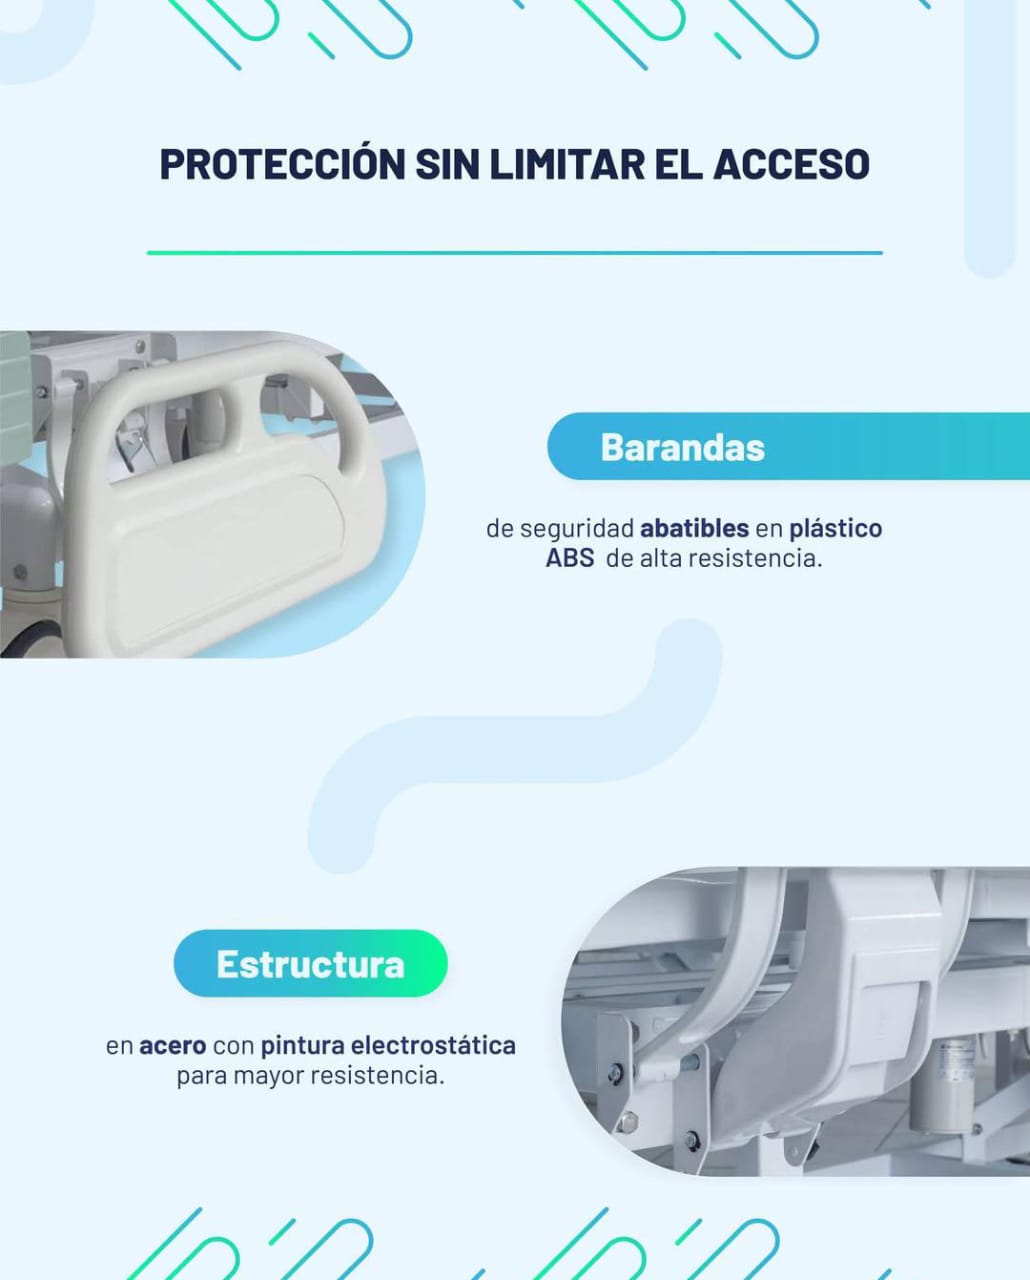 PROTECCIÓN SIN LIMITAR EL ACCESO
Barandas
de seguridad abatibles en plástico
ABS de alta resistencia.
Estructura
en acero con pintura electrostática
para mayor resistencia.